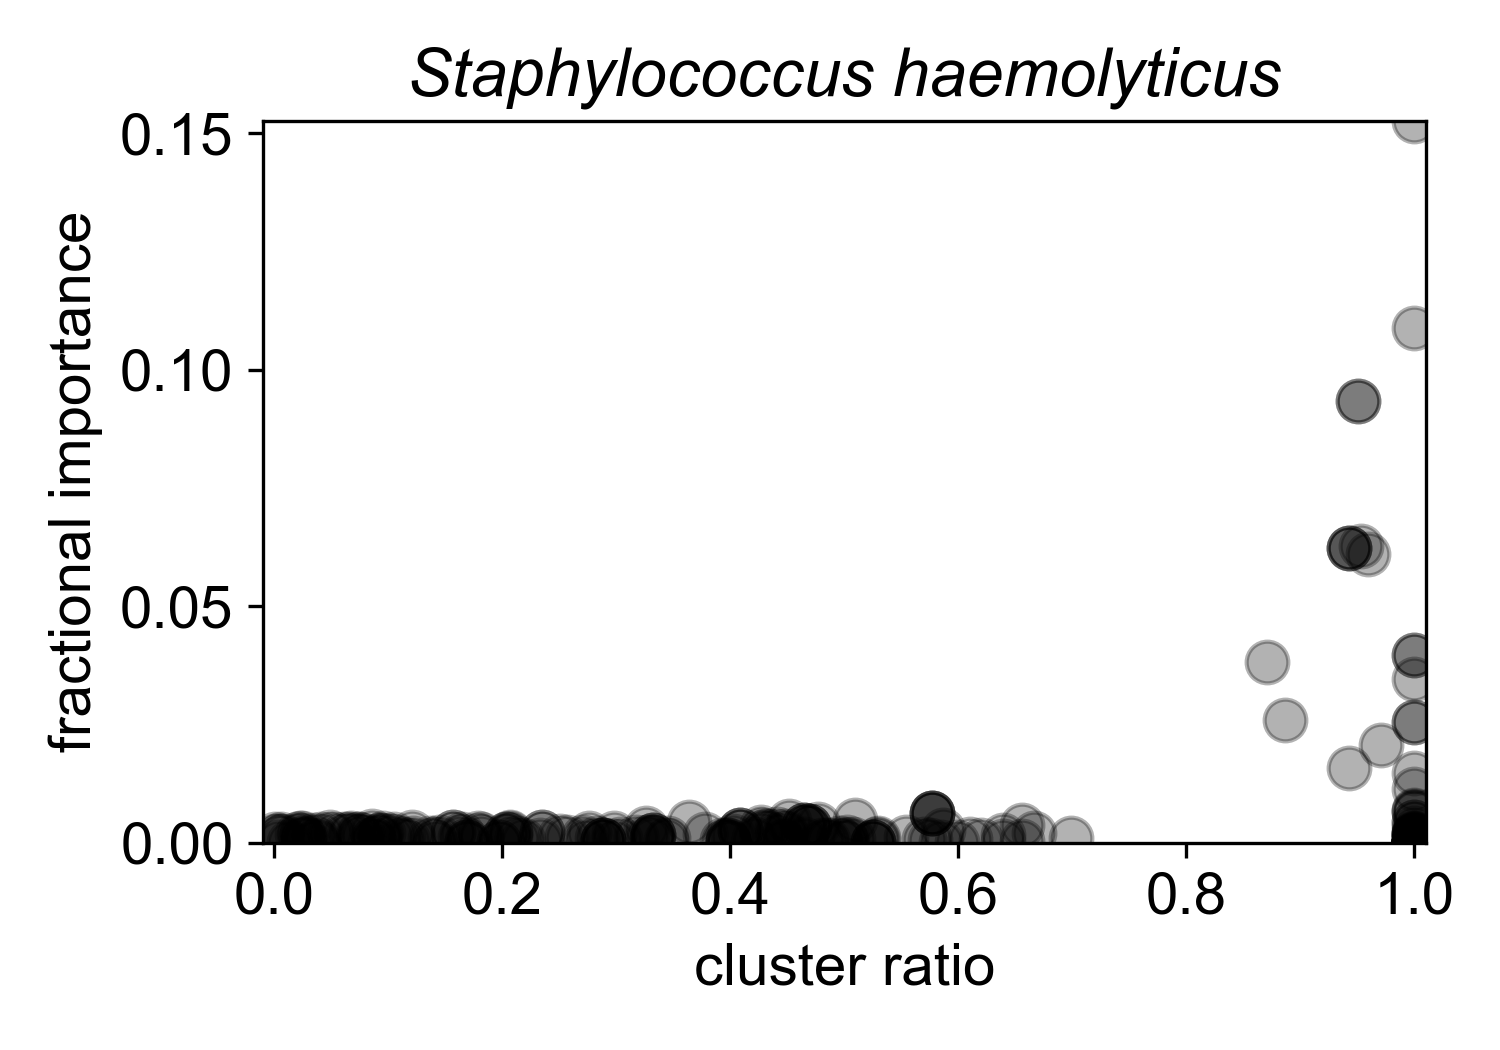 Staphylococcus haemolyticus
0.15
0.10
0.05
0.00
fractional importance
0.0 0.2 0.4 0.6 0.8 1.0
cluster ratio